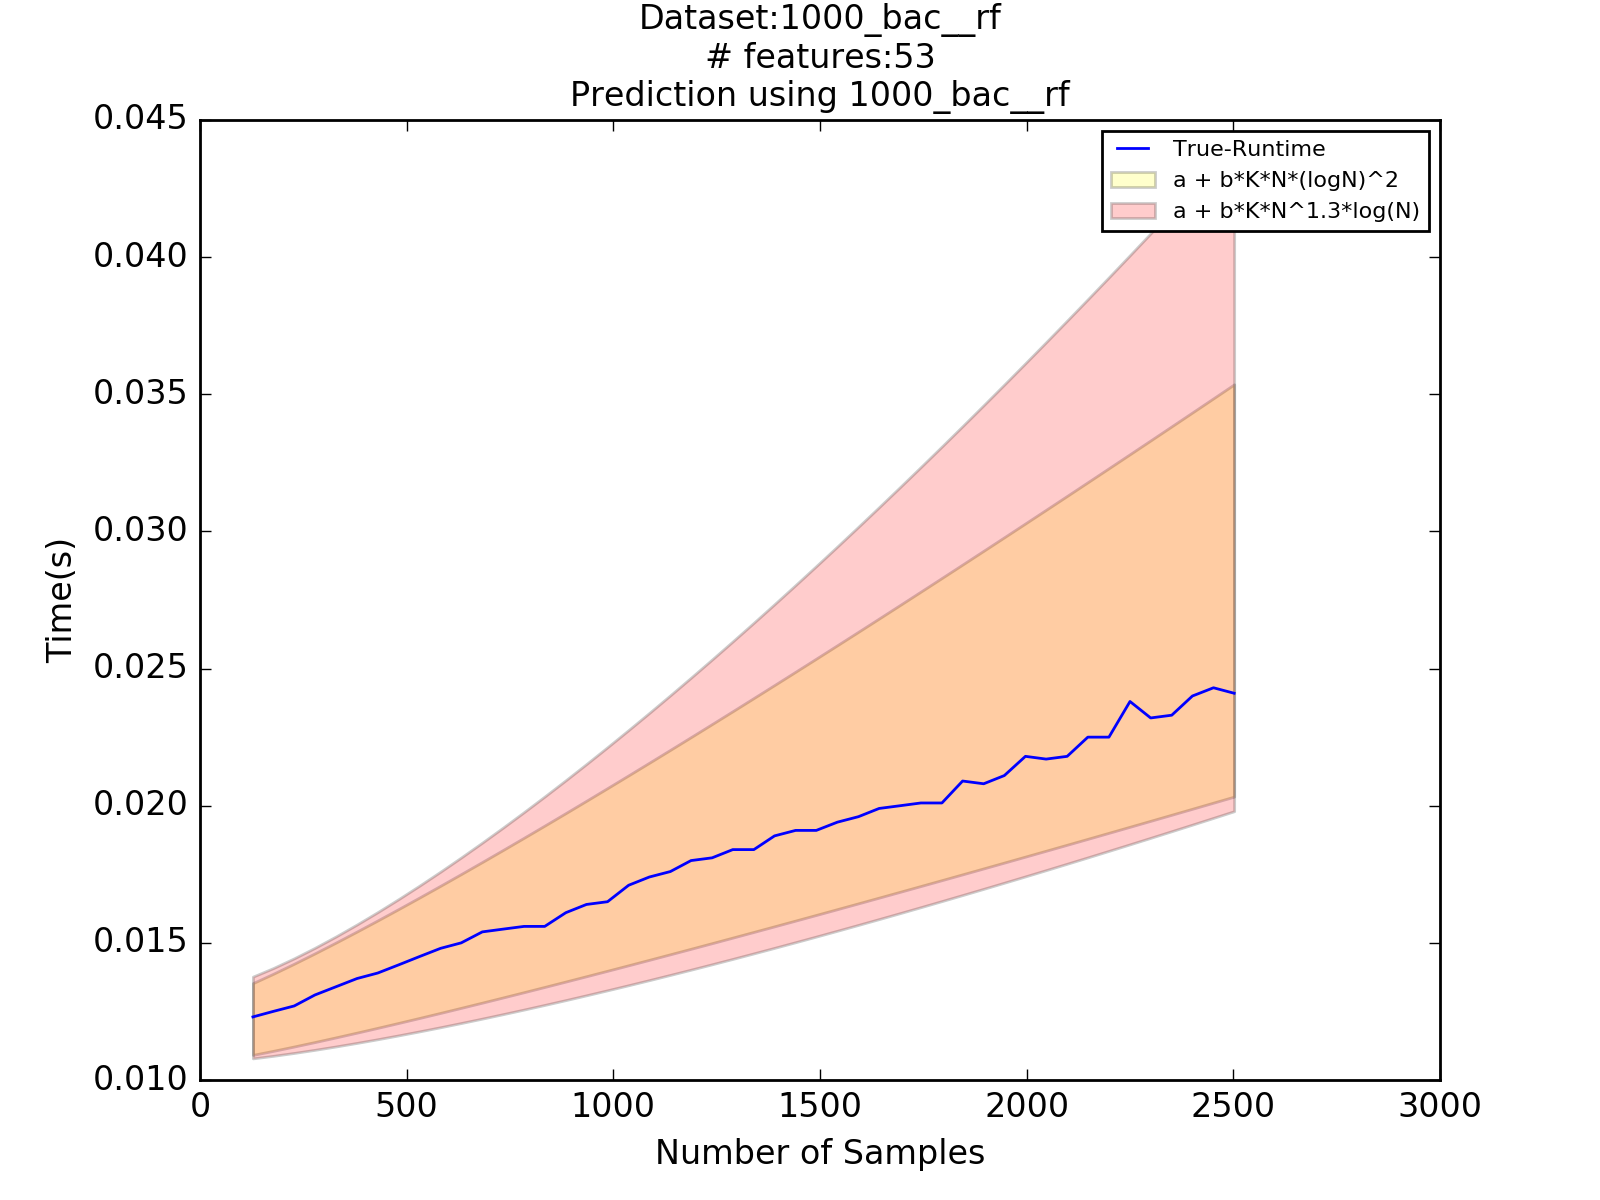 Dataset:1000_bac__rf
# features:53
Prediction using 1000_bac__rf
True-Runtime
a + b*K*N*(logN)^2
a + b*K*N^1.3*log(N)
0.045
0.040
0.035
0.030
0.025
0.020
0.015
0.010
Time(s)
0 500 1000 1500 2000 2500 3000
Number of Samples